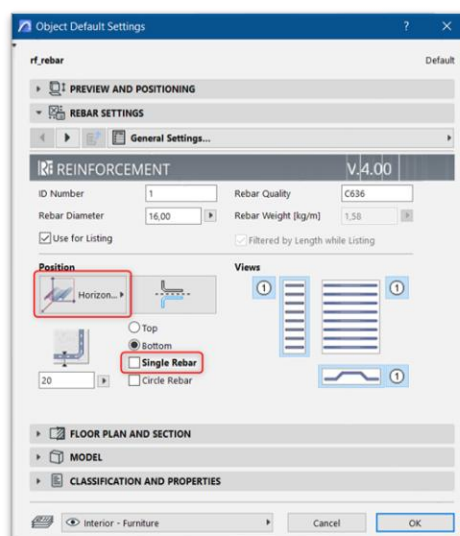 Object Default Settings ? ×
rf_rebar Default
PREVIEW AND POSITIONING
REBAR SETTINGS
General Settings...
REINFORCEMENT V.4.00
ID Number 1 Rebar Quality C636
Rebar Diameter 16,00 Rebar Weight [kg/m] 1,58
Use for Listing Filtered by Length while Listing
Position Views
Horizon... 1 1
Top
Bottom
Single Rebar 1
20 Circle Rebar
FLOOR PLAN AND SECTION
MODEL
CLASSIFICATION AND PROPERTIES
Interior - Furniture Cancel OK